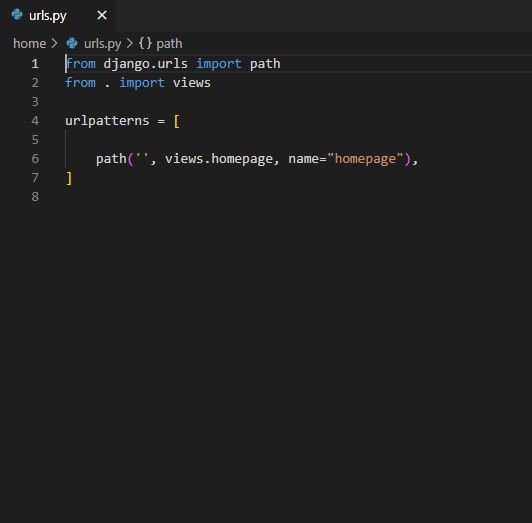 urls.py
home > urls.py > {} path
1 from django.urls import path
2 from . import views
3
4 urlpatterns = [
5
6     path('', views.homepage, name="homepage"),
7 ]
8